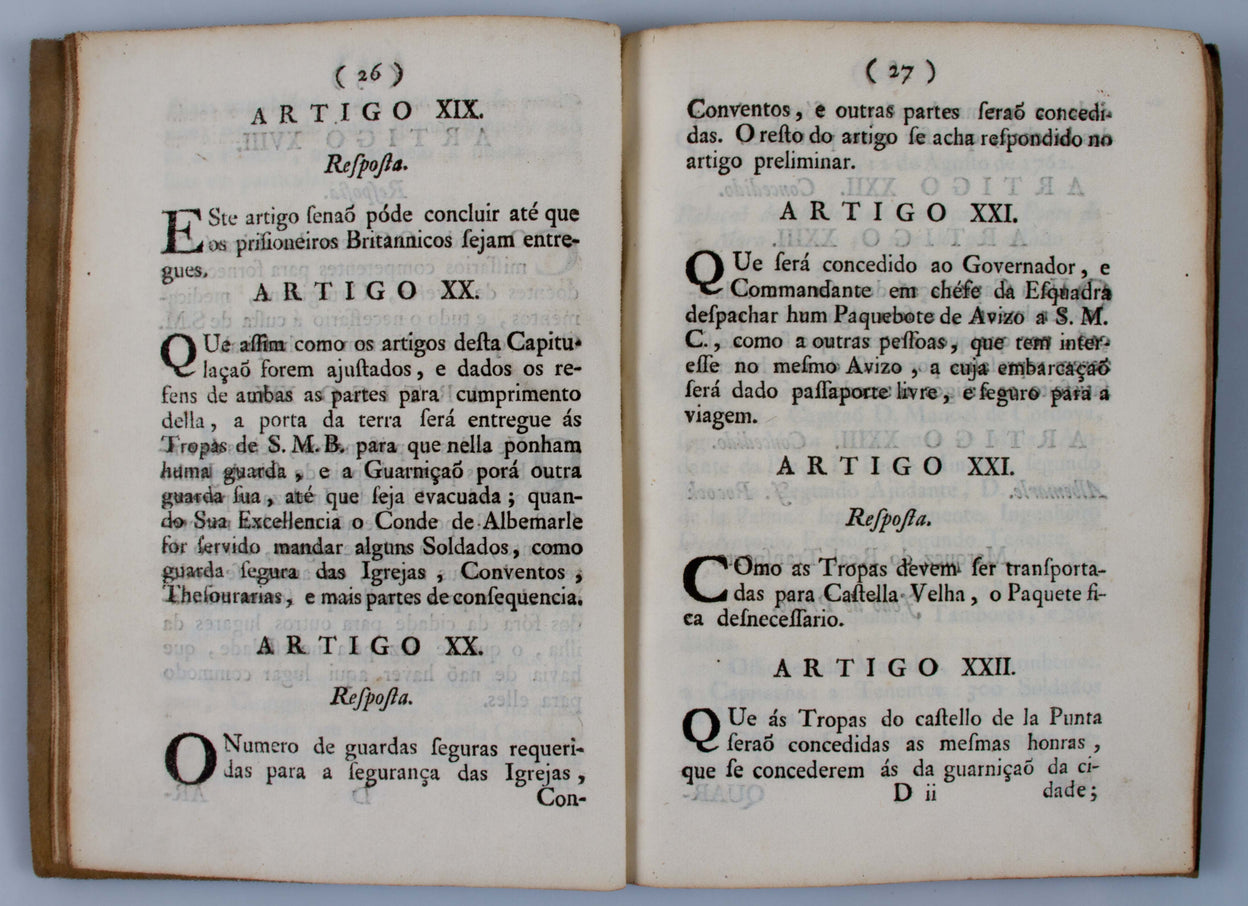 ( 26 )
ARTIGO XIX.
Reſpoſta.
ESte artigo ſenaõ póde concluir até que
os priſioneiros Britannicos ſejam entre-
gues.
ARTIGO XX.
QUe aſſim como os artigos deſta Capitu-
laçaõ forem ajuſtados, e dados os re-
fens de ambas as partes para cumprimento
della, a porta da terra ſerá entregue ás
Tropas de S. M. B. para que nella ponham
huma guarda, e a Guarniçaõ porá outra
guarda ſua, até que ſeja evacuada; quan-
do Sua Excellencia o Conde de Albemarle
for ſervido mandar alguns Soldados, como
guarda ſegura das Igrejas, Conventos,
Theſourarias, e mais partes de conſequencia.
ARTIGO XX.
Reſpoſta.
O Numero de guardas ſeguras requeri-
das para a ſegurança das Igrejas,
Con-
( 27 )
Conventos, e outras partes ſeraõ concedi-
das. O reſto do artigo ſe acha reſpondido no
artigo preliminar.
ARTIGO XXI.
QUe ſerá concedido ao Governador, e
Commandante em chéfe da Eſquadra
deſpachar hum Paquebote de Avizo a S. M.
C., como a outras peſſoas, que tem inter-
eſſe no meſmo Avizo, a cuja embarcaçaõ
ſerá dado paſſaporte livre, e ſeguro para a
viagem.
ARTIGO XXI.
Reſpoſta.
COmo as Tropas devem ſer tranſporta-
das para Caſtella Velha, o Paquete fi-
ca deſneceſſario.
ARTIGO XXII.
QUe ás Tropas do caſtello de la Punta
ſeraõ concedidas as meſmas honras,
que ſe concederem ás da guarniçaõ da ci-
D ii dade;